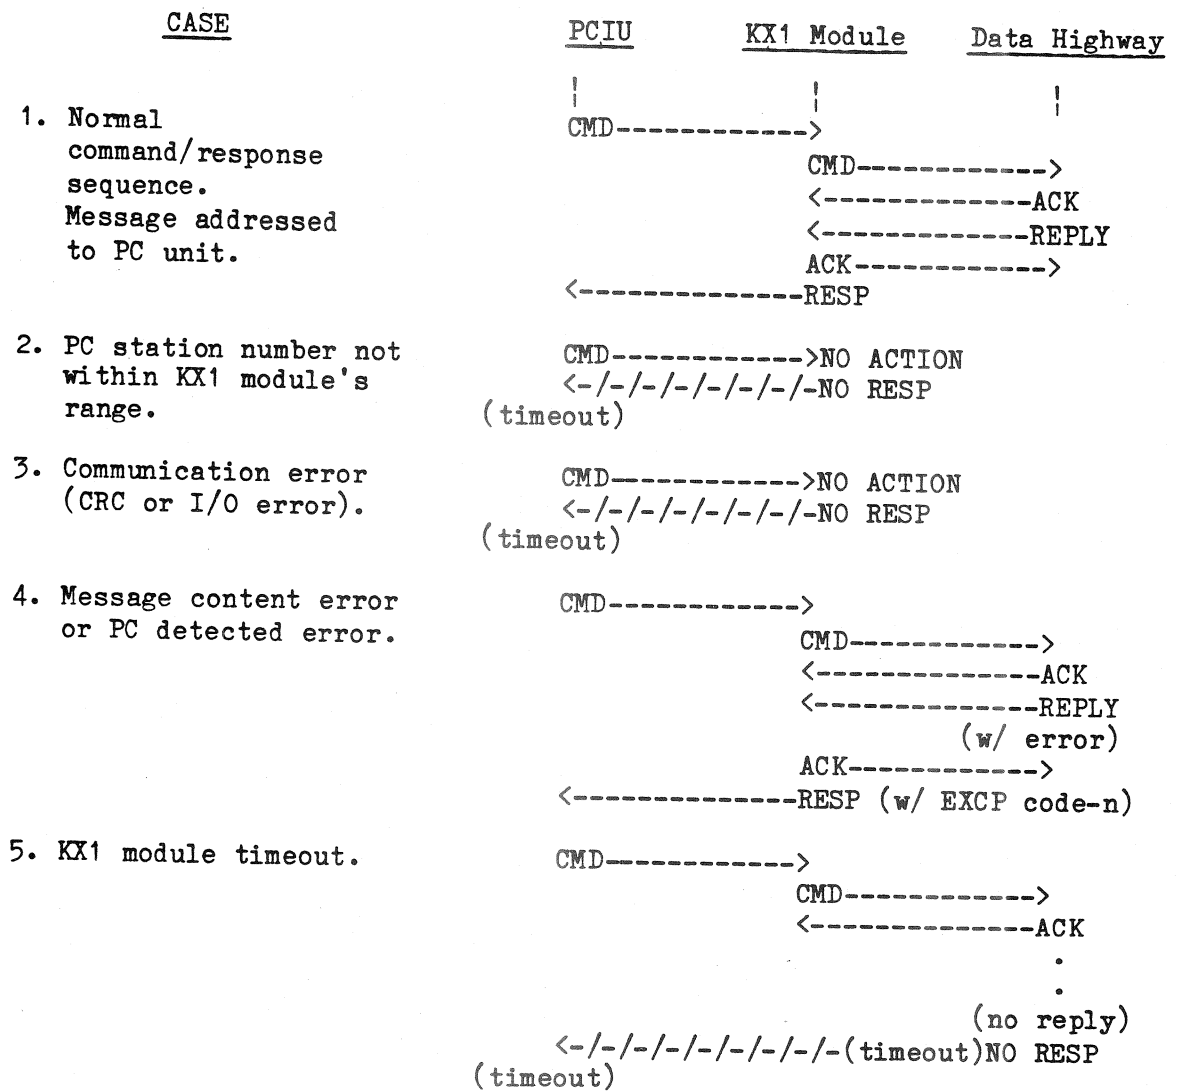 CASE PCIU KX1 Module Data Highway
1. Normal
command/response
sequence.
Message addressed
to PC unit.
CMD------------>
CMD------------>
<-------------ACK
<-------------REPLY
ACK------------>
<--------------RESP
2. PC station number not
within KX1 module's
range.
CMD------------>NO ACTION
<-/-/-/-/-/-/-/-NO RESP
(timeout)
3. Communication error
(CRC or I/O error).
CMD------------>NO ACTION
<-/-/-/-/-/-/-/-NO RESP
(timeout)
4. Message content error
or PC detected error.
CMD------------>
CMD------------>
<--------------ACK
<--------------REPLY
(w/ error)
ACK------------>
<--------------RESP (w/ EXCP code-n)
5. KX1 module timeout.
CMD------------>
CMD------------>
<--------------ACK
.
.
(no reply)
<-/-/-/-/-/-/-/-/-(timeout)NO RESP
(timeout)